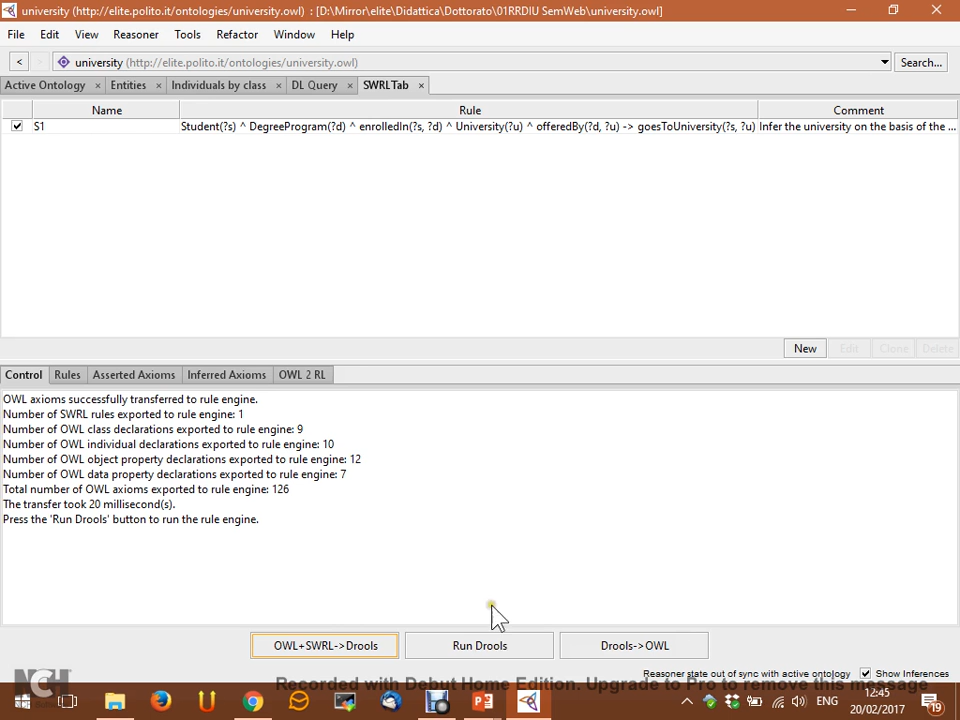 university (http://elite.polito.it/ontologies/university.owl) : [D:\Mirror\elite\Didattica\Dottorato\01RRDIU SemWeb\university.owl]
File Edit View Reasoner Tools Refactor Window Help
< > university (http://elite.polito.it/ontologies/university.owl) Search...
Active Ontology × Entities × Individuals by class × DL Query × SWRLTab ×
Name Rule Comment
S1 Student(?s) ^ DegreeProgram(?d) ^ enrolledIn(?s, ?d) ^ University(?u) ^ offeredBy(?d, ?u) -> goesToUniversity(?s, ?u) Infer the university on the basis of the ...
New Edit Clone Delete
Control Rules Asserted Axioms Inferred Axioms OWL 2 RL
OWL axioms successfully transferred to rule engine.
Number of SWRL rules exported to rule engine: 1
Number of OWL class declarations exported to rule engine: 9
Number of OWL individual declarations exported to rule engine: 10
Number of OWL object property declarations exported to rule engine: 12
Number of OWL data property declarations exported to rule engine: 7
Total number of OWL axioms exported to rule engine: 126
The transfer took 20 millisecond(s).
Press the 'Run Drools' button to run the rule engine.
OWL+SWRL->Drools Run Drools Drools->OWL
Reasoner state out of sync with active ontology Show Inferences
NCH
Recorded with Debut Home Edition. Upgrade to Pro to remove this message
ENG
12:45
20/02/2017
19